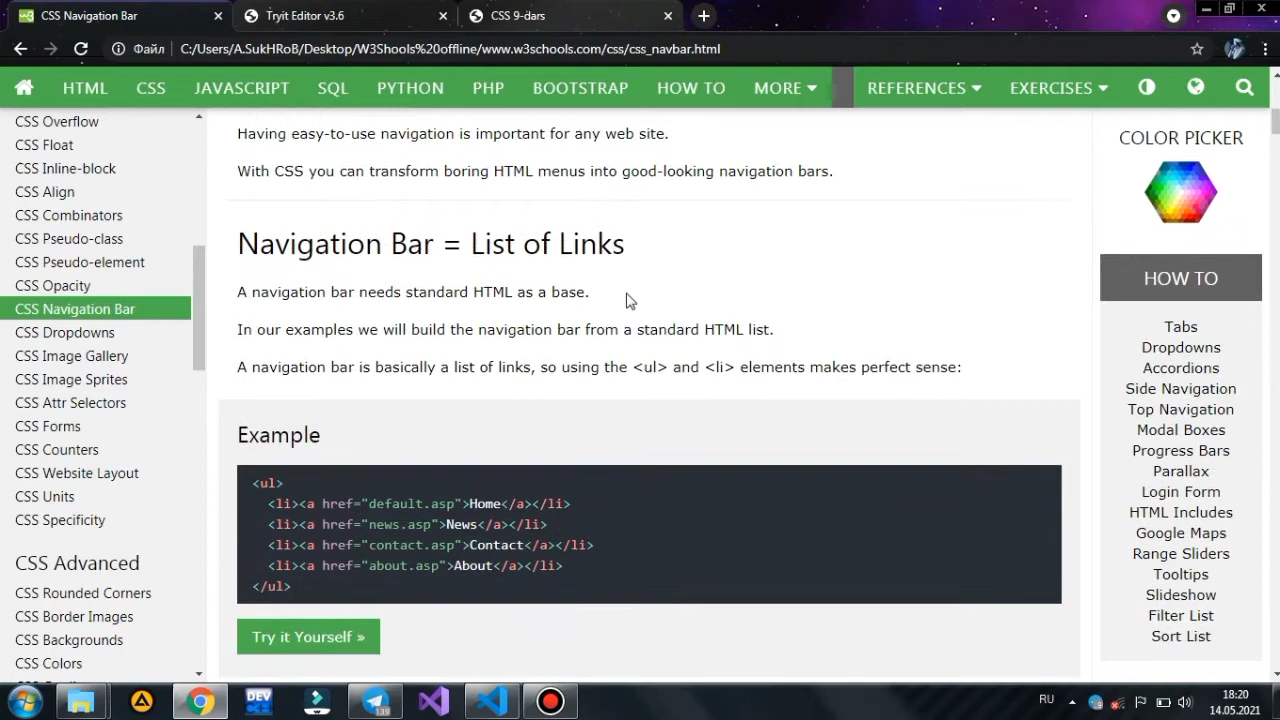 CSS Navigation Bar
Tryit Editor v3.6
CSS 9-dars
Файл
C:/Users/A.SukHRoB/Desktop/W3Shools%20offline/www.w3schools.com/css/css_navbar.html
HTML
CSS
JAVASCRIPT
SQL
PYTHON
PHP
BOOTSTRAP
HOW TO
MORE
REFERENCES
EXERCISES
CSS Overflow
CSS Float
CSS Inline-block
CSS Align
CSS Combinators
CSS Pseudo-class
CSS Pseudo-element
CSS Opacity
CSS Navigation Bar
CSS Dropdowns
CSS Image Gallery
CSS Image Sprites
CSS Attr Selectors
CSS Forms
CSS Counters
CSS Website Layout
CSS Units
CSS Specificity
CSS Advanced
CSS Rounded Corners
CSS Border Images
CSS Backgrounds
CSS Colors
Having easy-to-use navigation is important for any web site.
With CSS you can transform boring HTML menus into good-looking navigation bars.
Navigation Bar = List of Links
A navigation bar needs standard HTML as a base.
In our examples we will build the navigation bar from a standard HTML list.
A navigation bar is basically a list of links, so using the <ul> and <li> elements makes perfect sense:
Example
<ul>
<li><a href="default.asp">Home</a></li>
<li><a href="news.asp">News</a></li>
<li><a href="contact.asp">Contact</a></li>
<li><a href="about.asp">About</a></li>
</ul>
Try it Yourself »
COLOR PICKER
HOW TO
Tabs
Dropdowns
Accordions
Side Navigation
Top Navigation
Modal Boxes
Progress Bars
Parallax
Login Form
HTML Includes
Google Maps
Range Sliders
Tooltips
Slideshow
Filter List
Sort List
DEV
139
RU
18:20
14.05.2021